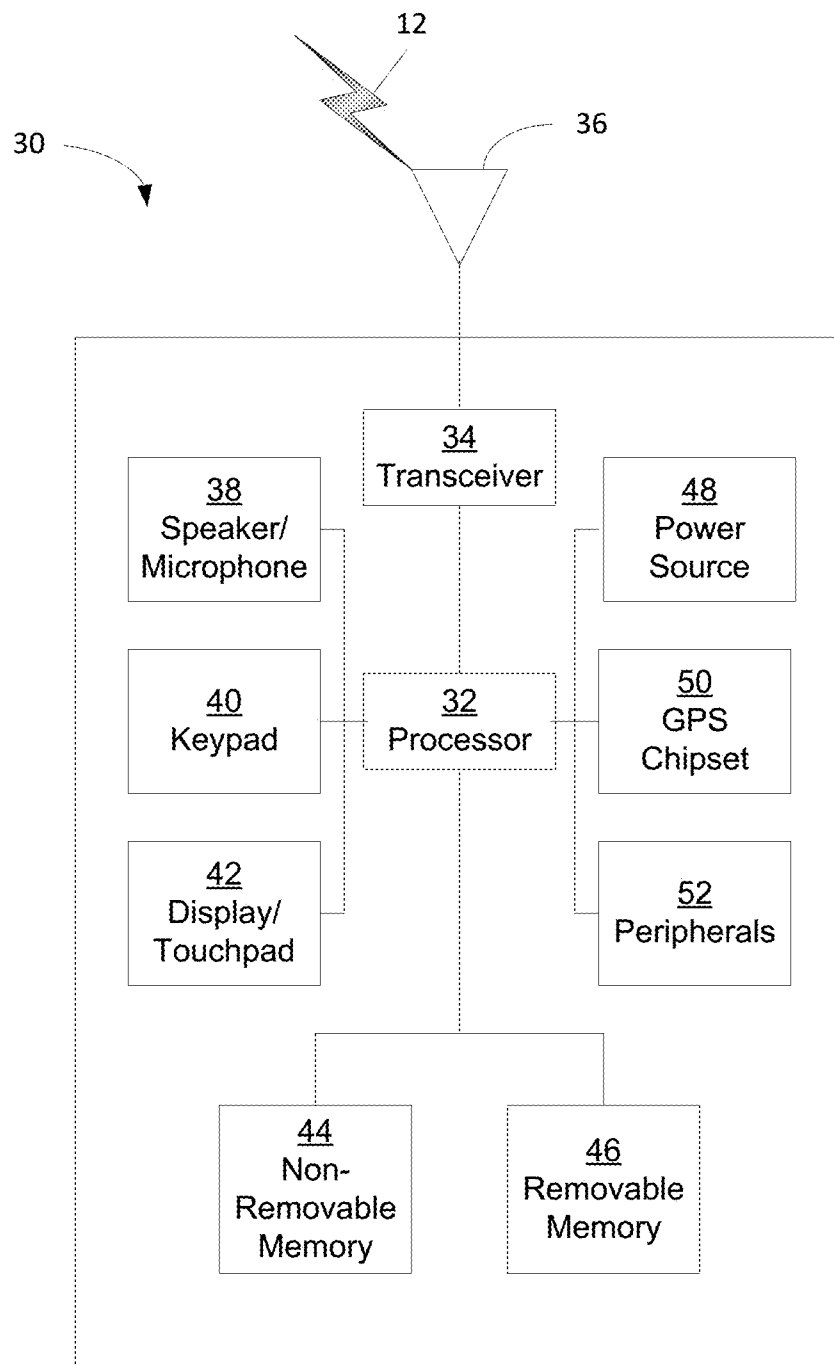 12
36
30
34
Transceiver
38
Speaker/
Microphone
48
Power
Source
40
Keypad
32
Processor
50
GPS
Chipset
42
Display/
Touchpad
52
Peripherals
44
Non-
Removable
Memory
46
Removable
Memory